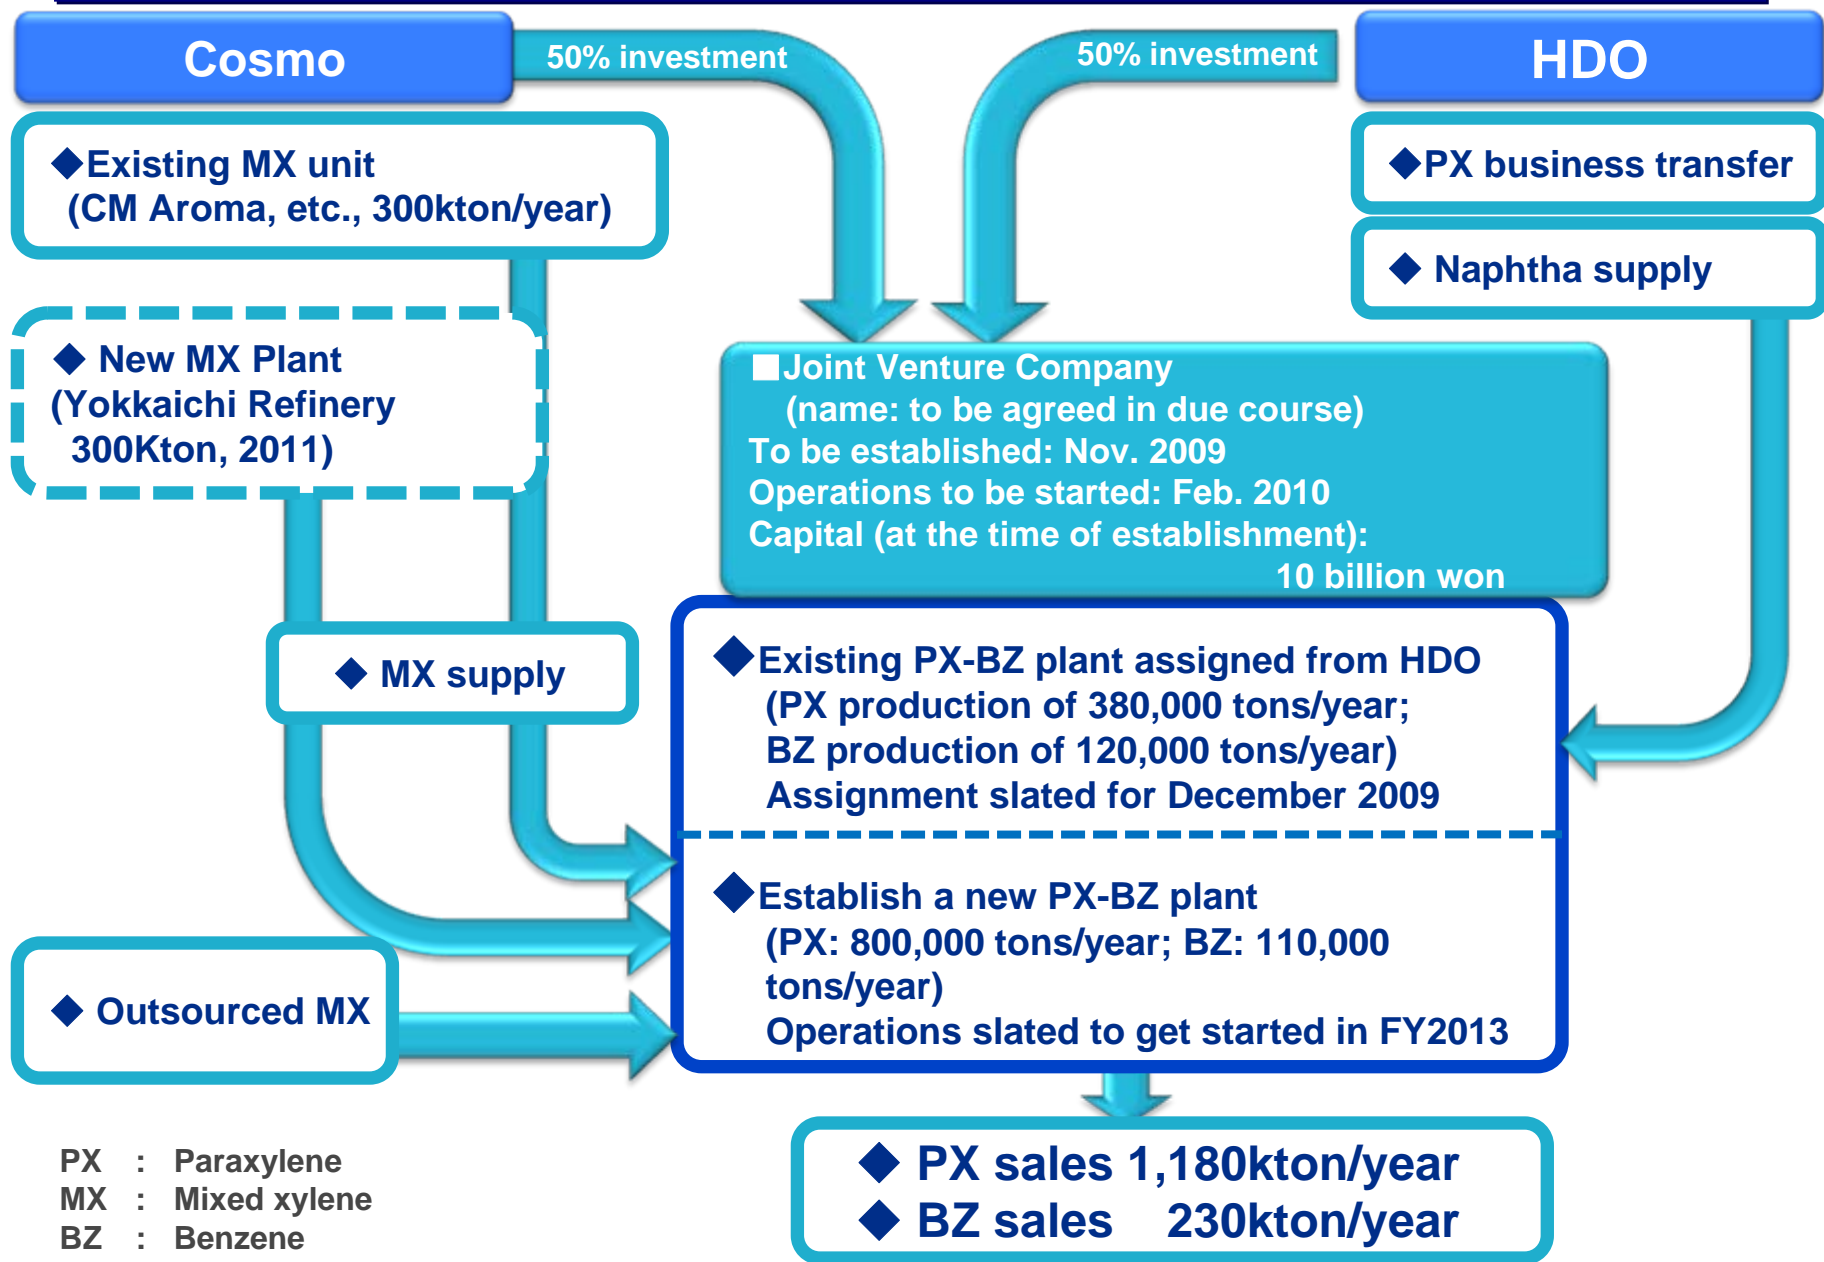 Cosmo
50% investment
50% investment
HDO
◆Existing MX unit
(CM Aroma, etc., 300kton/year)
◆PX business transfer
◆ Naphtha supply
◆ New MX Plant
(Yokkaichi Refinery
300Kton, 2011)
■Joint Venture Company
(name: to be agreed in due course)
To be established: Nov. 2009
Operations to be started: Feb. 2010
Capital (at the time of establishment):
10 billion won
◆ MX supply
◆Existing PX-BZ plant assigned from HDO
(PX production of 380,000 tons/year;
BZ production of 120,000 tons/year)
Assignment slated for December 2009
◆Establish a new PX-BZ plant
(PX: 800,000 tons/year; BZ: 110,000
tons/year)
Operations slated to get started in FY2013
◆ Outsourced MX
◆ PX sales 1,180kton/year
◆ BZ sales 230kton/year
PX : Paraxylene
MX : Mixed xylene
BZ : Benzene